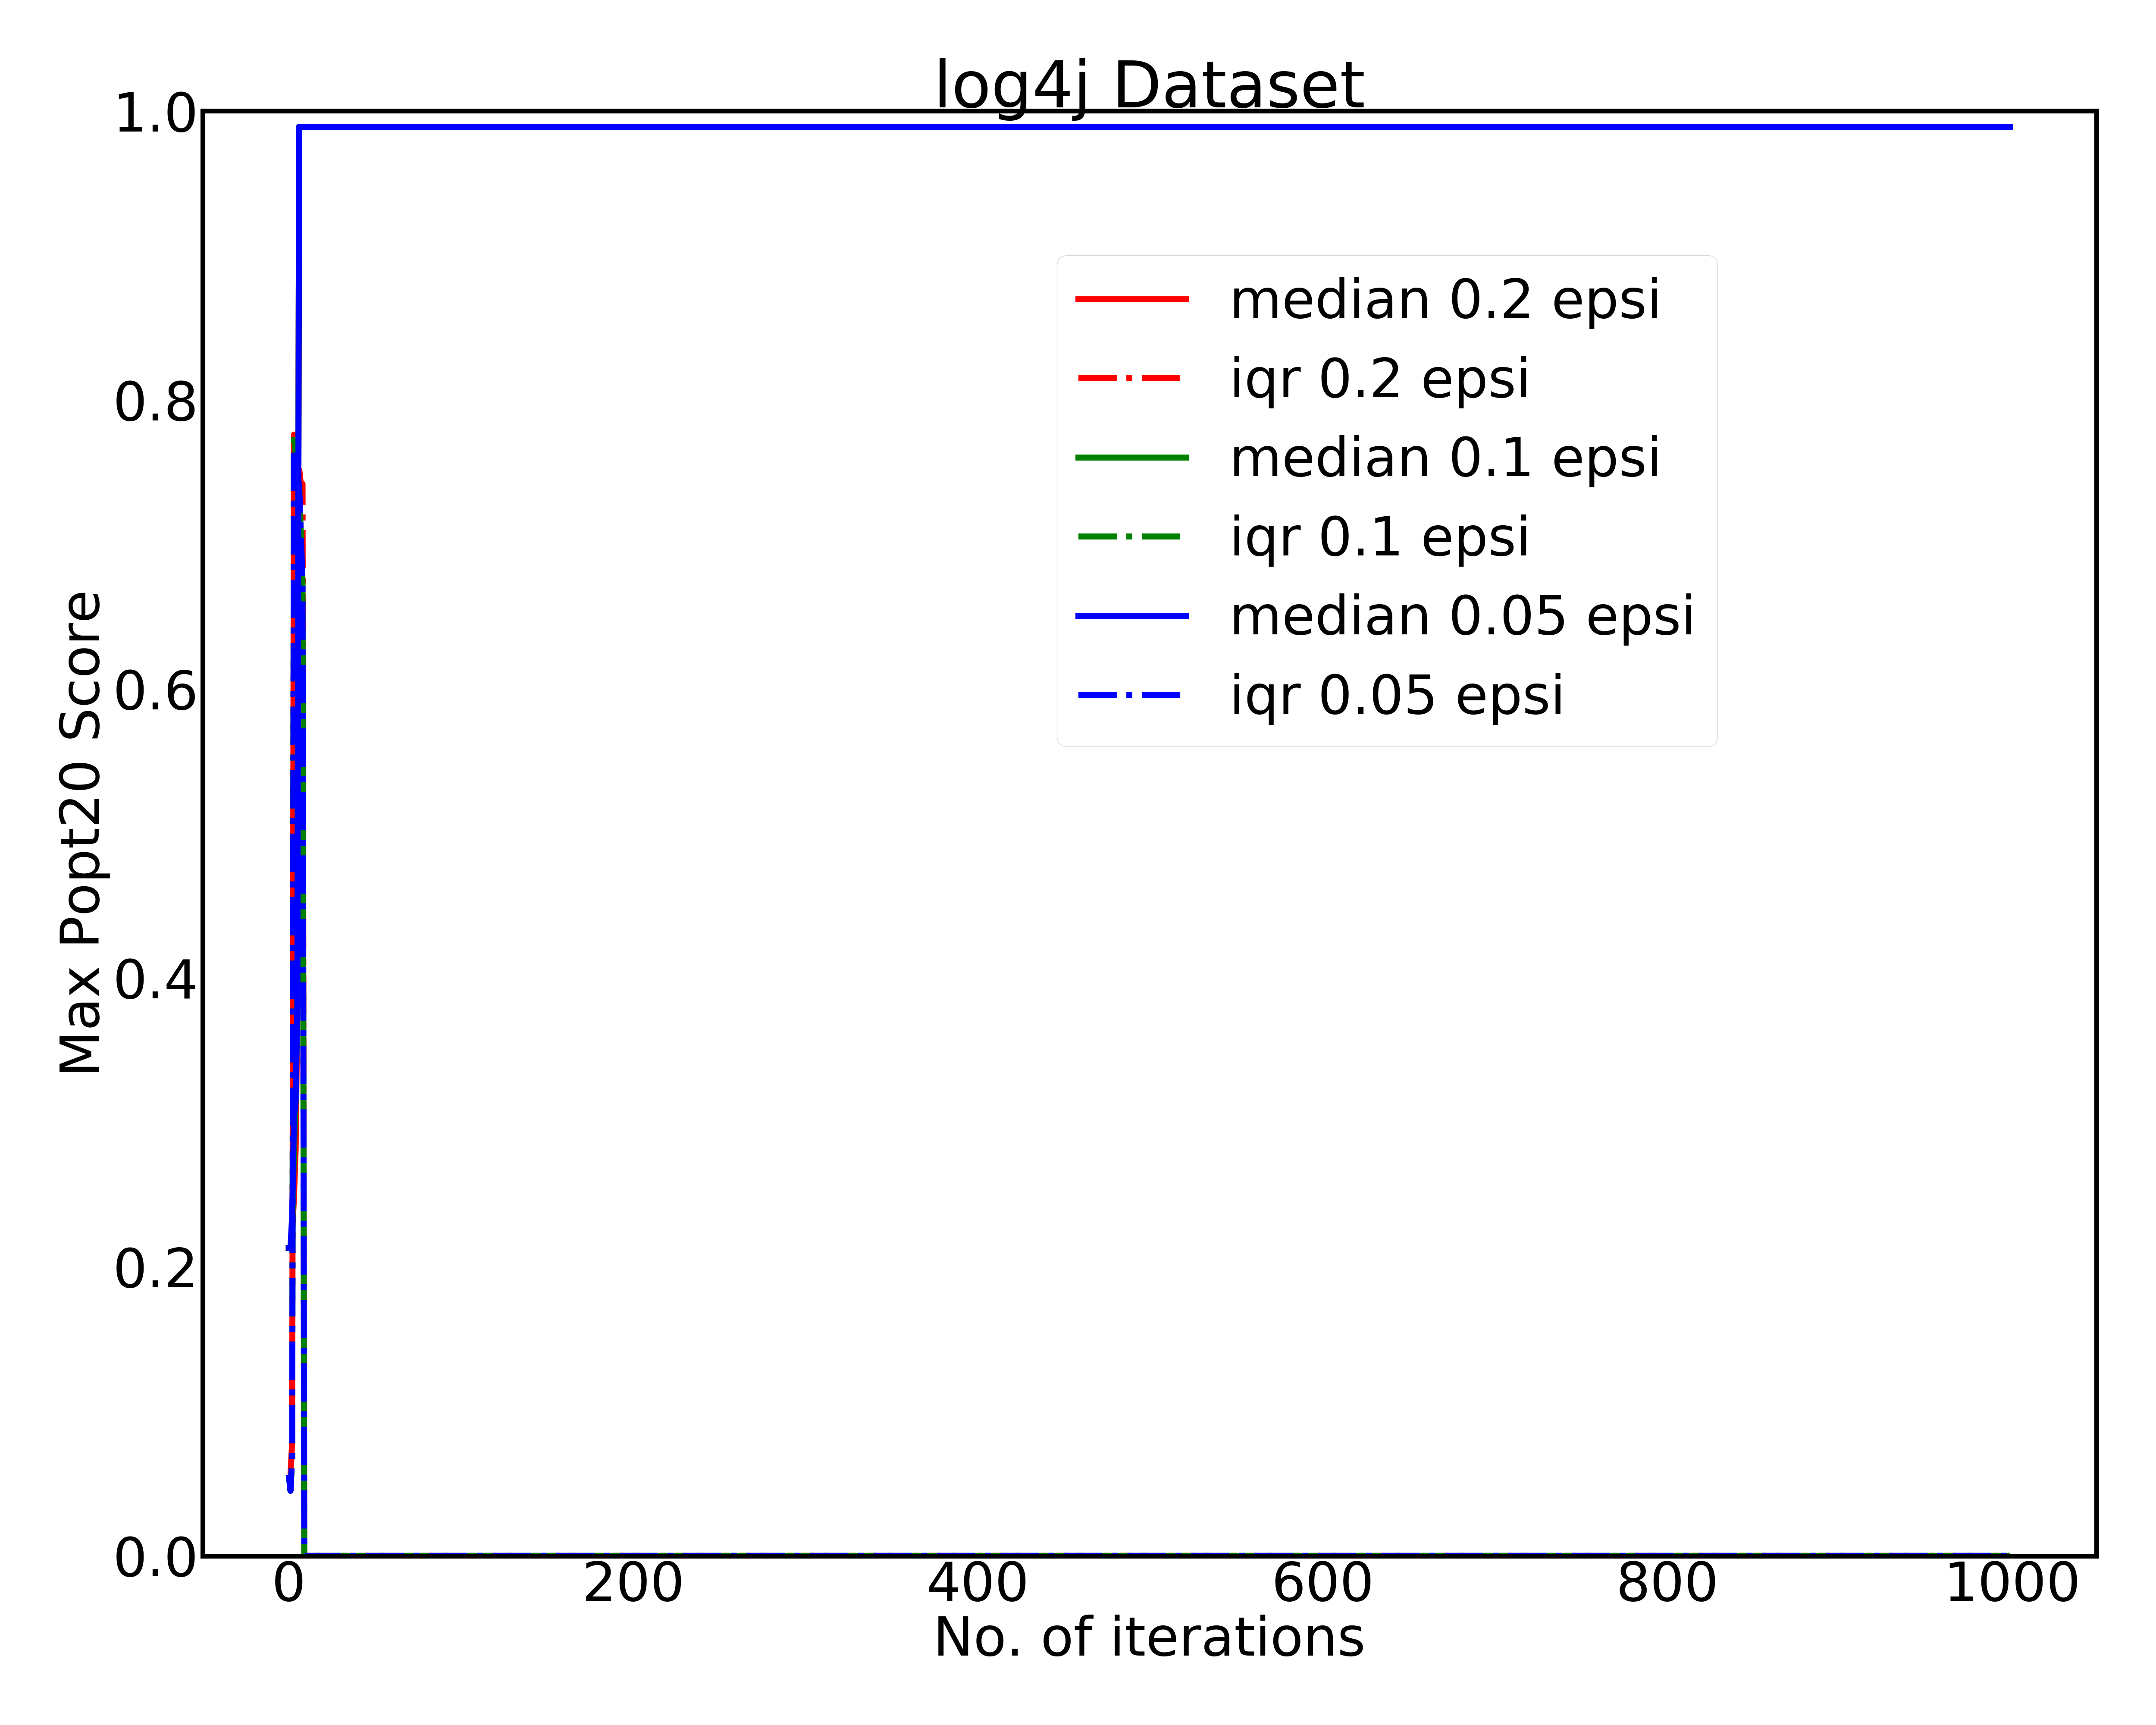 log4j Dataset
1.0
0.8
0.6
0.4
0.2
0.0
Max Popt20 Score
median 0.2 epsi
iqr 0.2 epsi
median 0.1 epsi
iqr 0.1 epsi
median 0.05 epsi
iqr 0.05 epsi
0 200 400 600 800 1000
No. of iterations